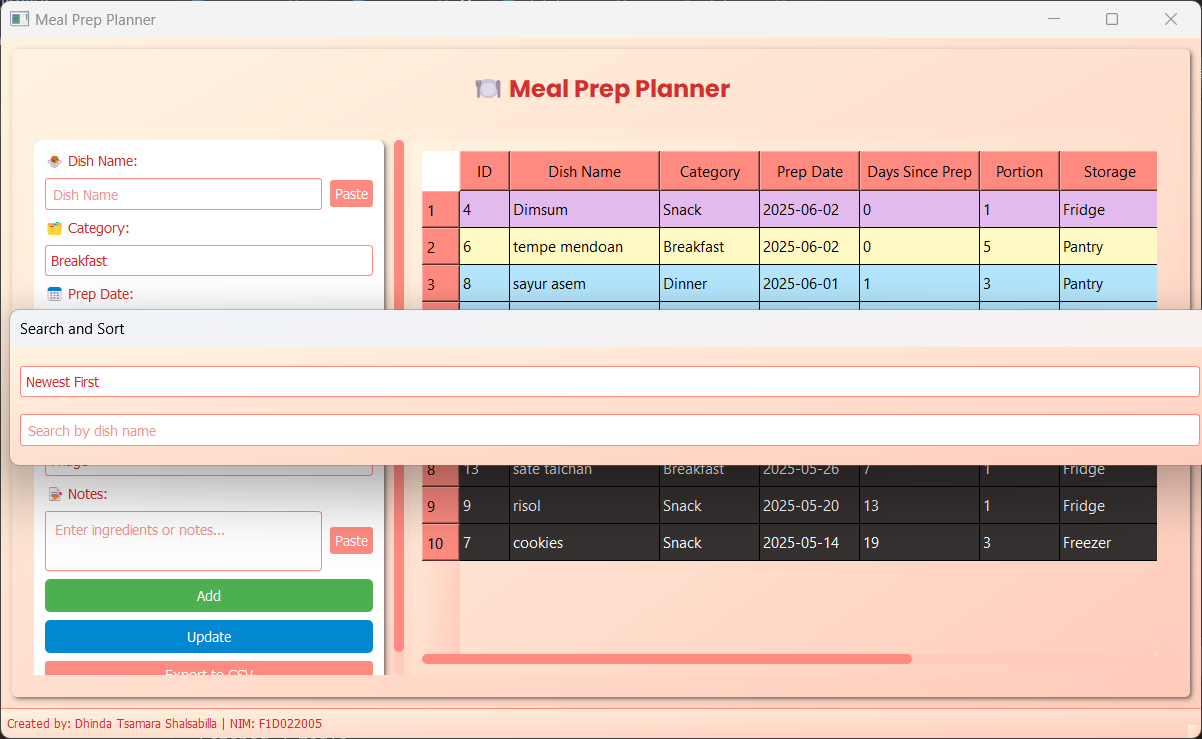 Meal Prep Planner
Meal Prep Planner
Dish Name:
Dish Name
Paste
Category:
Breakfast
Prep Date:
ID Dish Name Category Prep Date Days Since Prep Portion Storage
1 4 Dimsum Snack 2025-06-02 0 1 Fridge
2 6 tempe mendoan Breakfast 2025-06-02 0 5 Pantry
3 8 sayur asem Dinner 2025-06-01 1 3 Pantry
Search and Sort
Newest First
Search by dish name
8 13 sate taichan Breakfast 2025-05-26 7 1 Fridge
9 9 risol Snack 2025-05-20 13 1 Fridge
10 7 cookies Snack 2025-05-14 19 3 Freezer
Notes:
Enter ingredients or notes...
Paste
Add
Update
Export to CSV
Created by: Dhinda Tsamara Shalsabilla | NIM: F1D022005